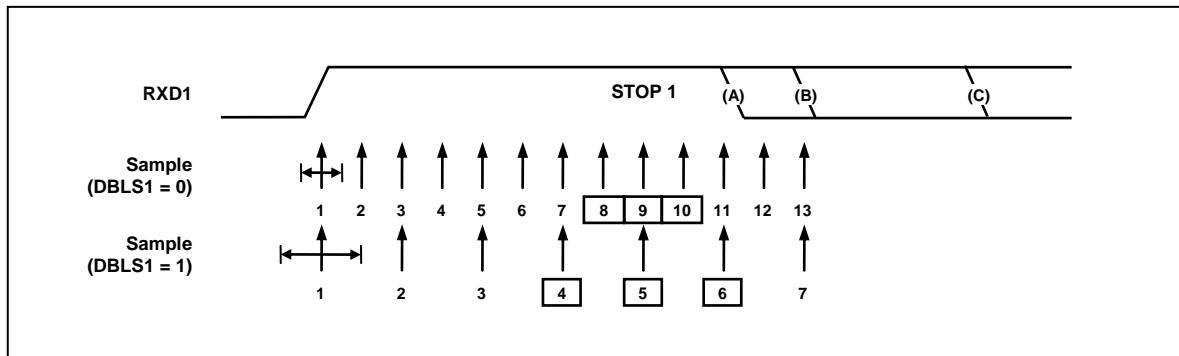 RXD1
STOP 1
(A)
(B)
(C)
Sample
(DBLS1 = 0)
1 2 3 4 5 6 7 8 9 10 11 12 13
Sample
(DBLS1 = 1)
1 2 3 4 5 6 7